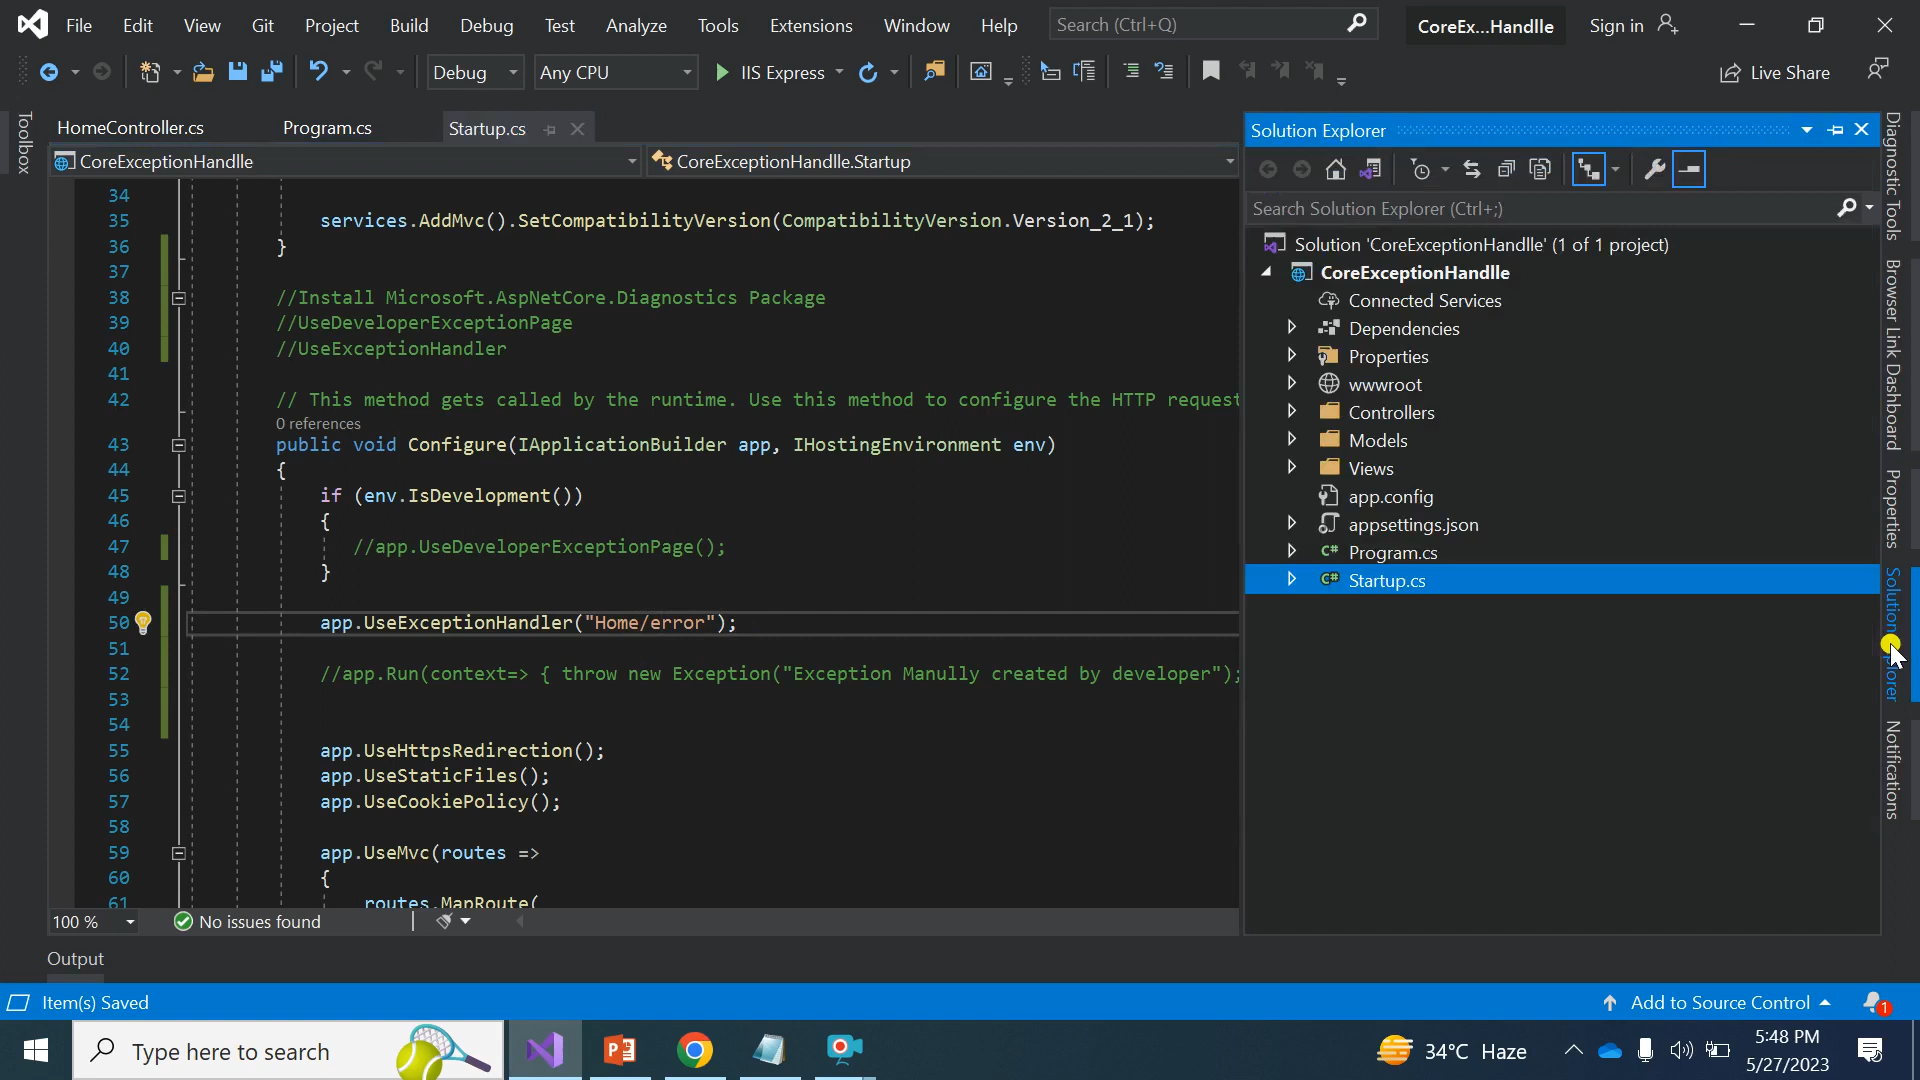 File Edit View Git Project Build Debug Test Analyze Tools Extensions Window Help Search (Ctrl+Q) CoreEx...Handlle Sign in
Debug Any CPU IIS Express Live Share
Toolbox
HomeController.cs Program.cs Startup.cs
CoreExceptionHandlle CoreExceptionHandlle.Startup
34
35 services.AddMvc().SetCompatibilityVersion(CompatibilityVersion.Version_2_1);
36 }
37
38 //Install Microsoft.AspNetCore.Diagnostics Package
39 //UseDeveloperExceptionPage
40 //UseExceptionHandler
41
42 // This method gets called by the runtime. Use this method to configure the HTTP request
0 references
43 public void Configure(IApplicationBuilder app, IHostingEnvironment env)
44 {
45 if (env.IsDevelopment())
46 {
47 //app.UseDeveloperExceptionPage();
48 }
49
50 app.UseExceptionHandler("Home/error");
51
52 //app.Run(context=> { throw new Exception("Exception Manully created by developer");
53
54
55 app.UseHttpsRedirection();
56 app.UseStaticFiles();
57 app.UseCookiePolicy();
58
59 app.UseMvc(routes =>
60 {
61 routes.MapRoute(
100 % No issues found
Output
Solution Explorer
Search Solution Explorer (Ctrl+;)
Solution 'CoreExceptionHandlle' (1 of 1 project)
CoreExceptionHandlle
Connected Services
Dependencies
Properties
wwwroot
Controllers
Models
Views
app.config
appsettings.json
C# Program.cs
C# Startup.cs
Diagnostic Tools
Browser Link Dashboard
Properties
Solution Explorer
Notifications
Item(s) Saved Add to Source Control 1
Type here to search 34°C Haze 5:48 PM
5/27/2023